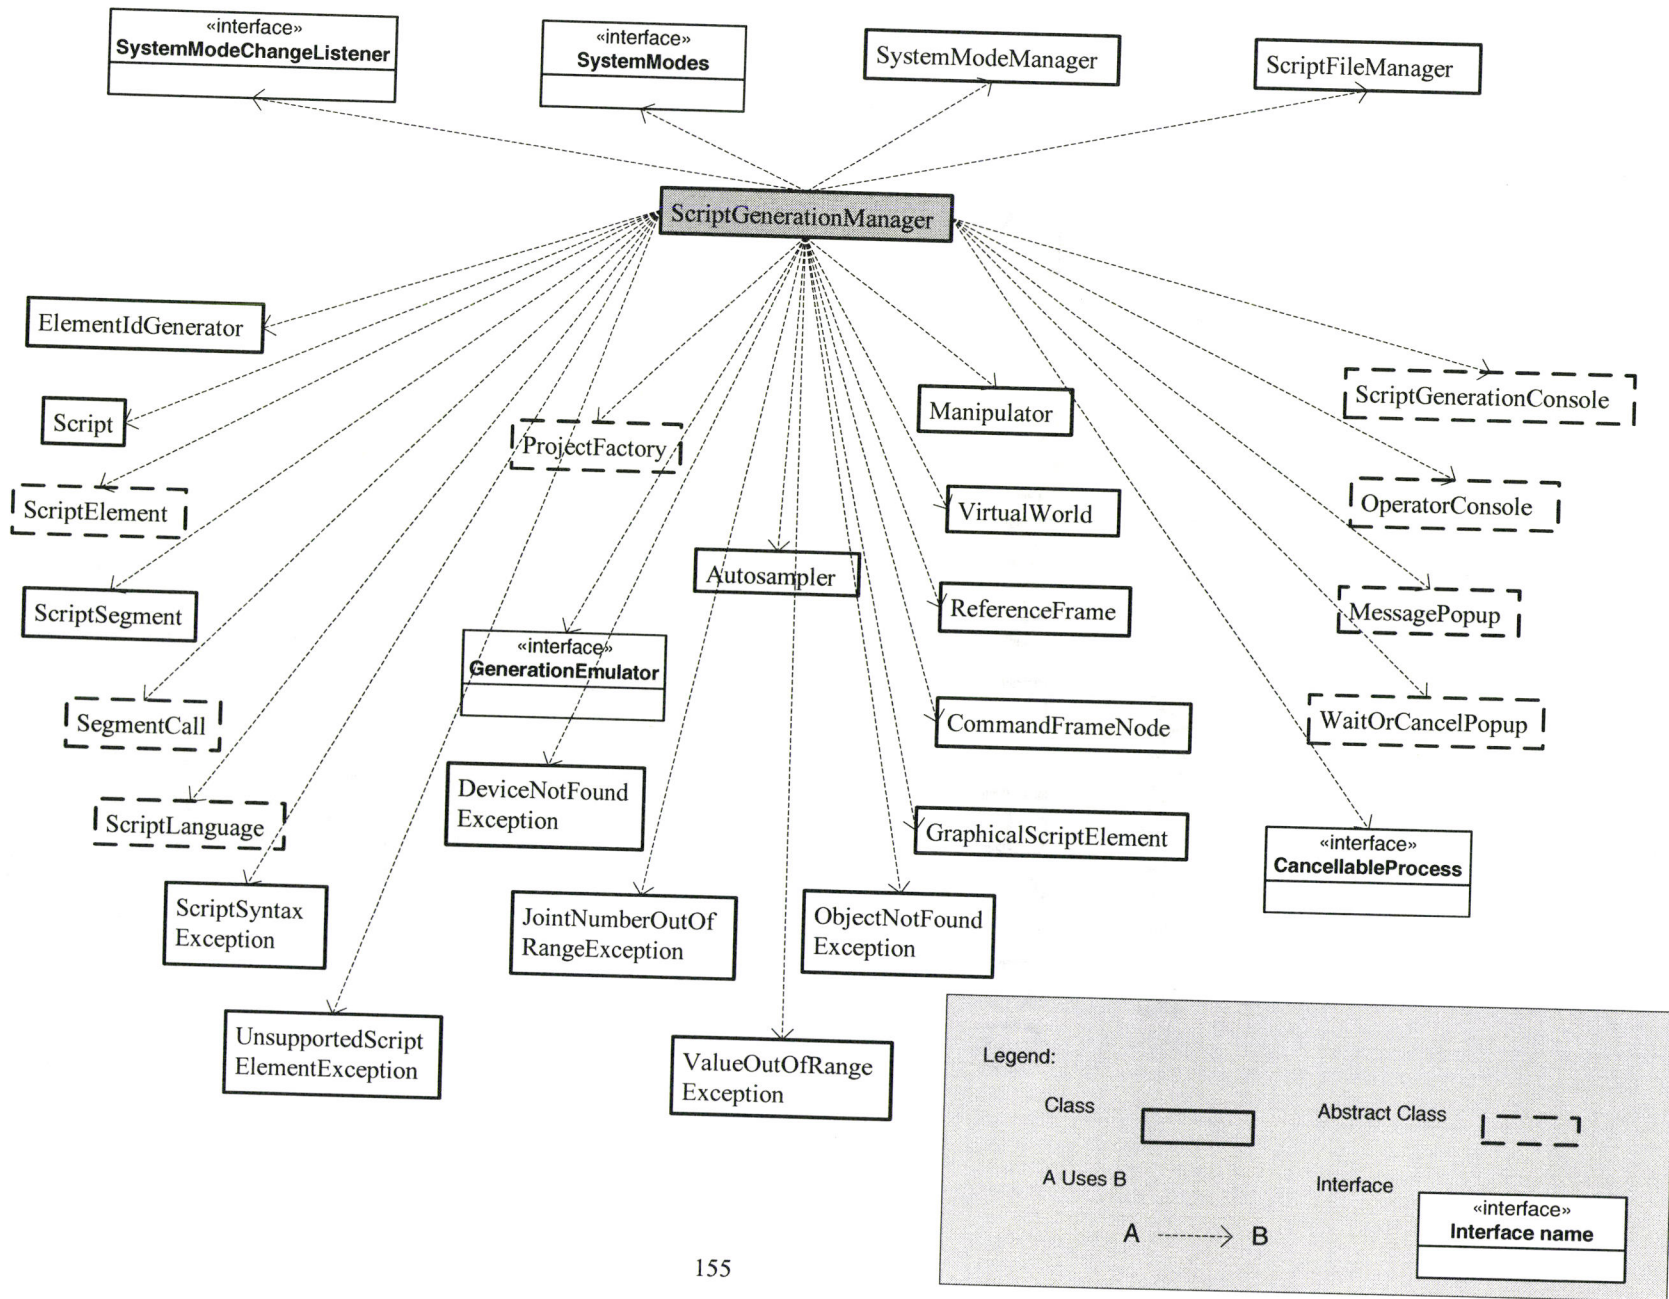 «interface»
SystemModeChangeListener
«interface»
SystemModes
SystemModeManager
ScriptFileManager
ScriptGenerationManager
ElementIdGenerator
Script
ScriptElement
ScriptSegment
SegmentCall
ScriptLanguage
ScriptSyntax
Exception
UnsupportedScript
ElementException
ProjectFactory
«interface»
GenerationEmulator
DeviceNotFound
Exception
JointNumberOutOf
RangeException
Autosampler
ValueOutOfRange
Exception
ObjectNotFound
Exception
Manipulator
VirtualWorld
ReferenceFrame
CommandFrameNode
GraphicalScriptElement
ScriptGenerationConsole
OperatorConsole
MessagePopup
WaitOrCancelPopup
«interface»
CancellableProcess
Legend:
Class
Abstract Class
A Uses B
Interface
A
B
«interface»
Interface name
155